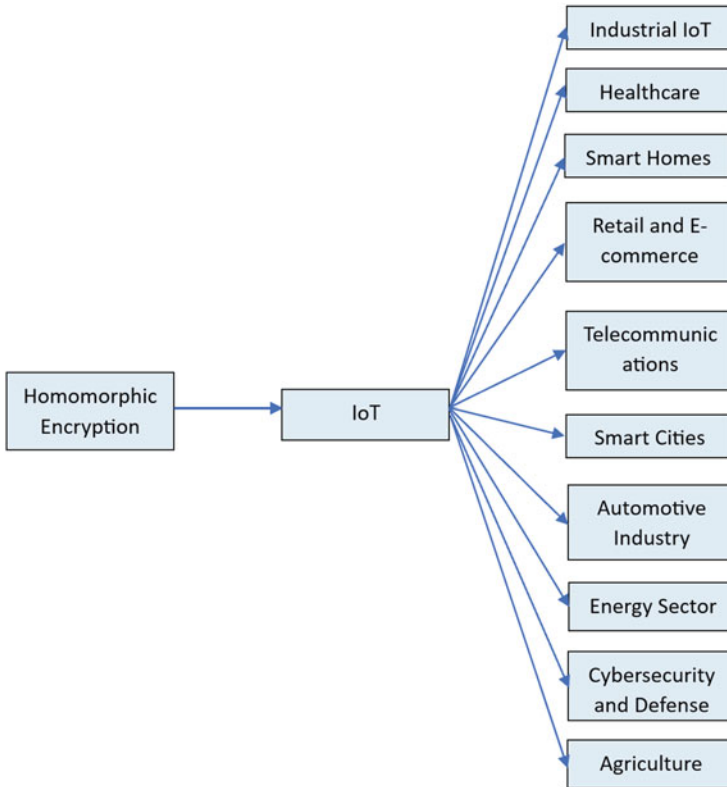 Homomorphic
Encryption
IoT
Industrial IoT
Healthcare
Smart Homes
Retail and E-
commerce
Telecommunic
ations
Smart Cities
Automotive
Industry
Energy Sector
Cybersecurity
and Defense
Agriculture